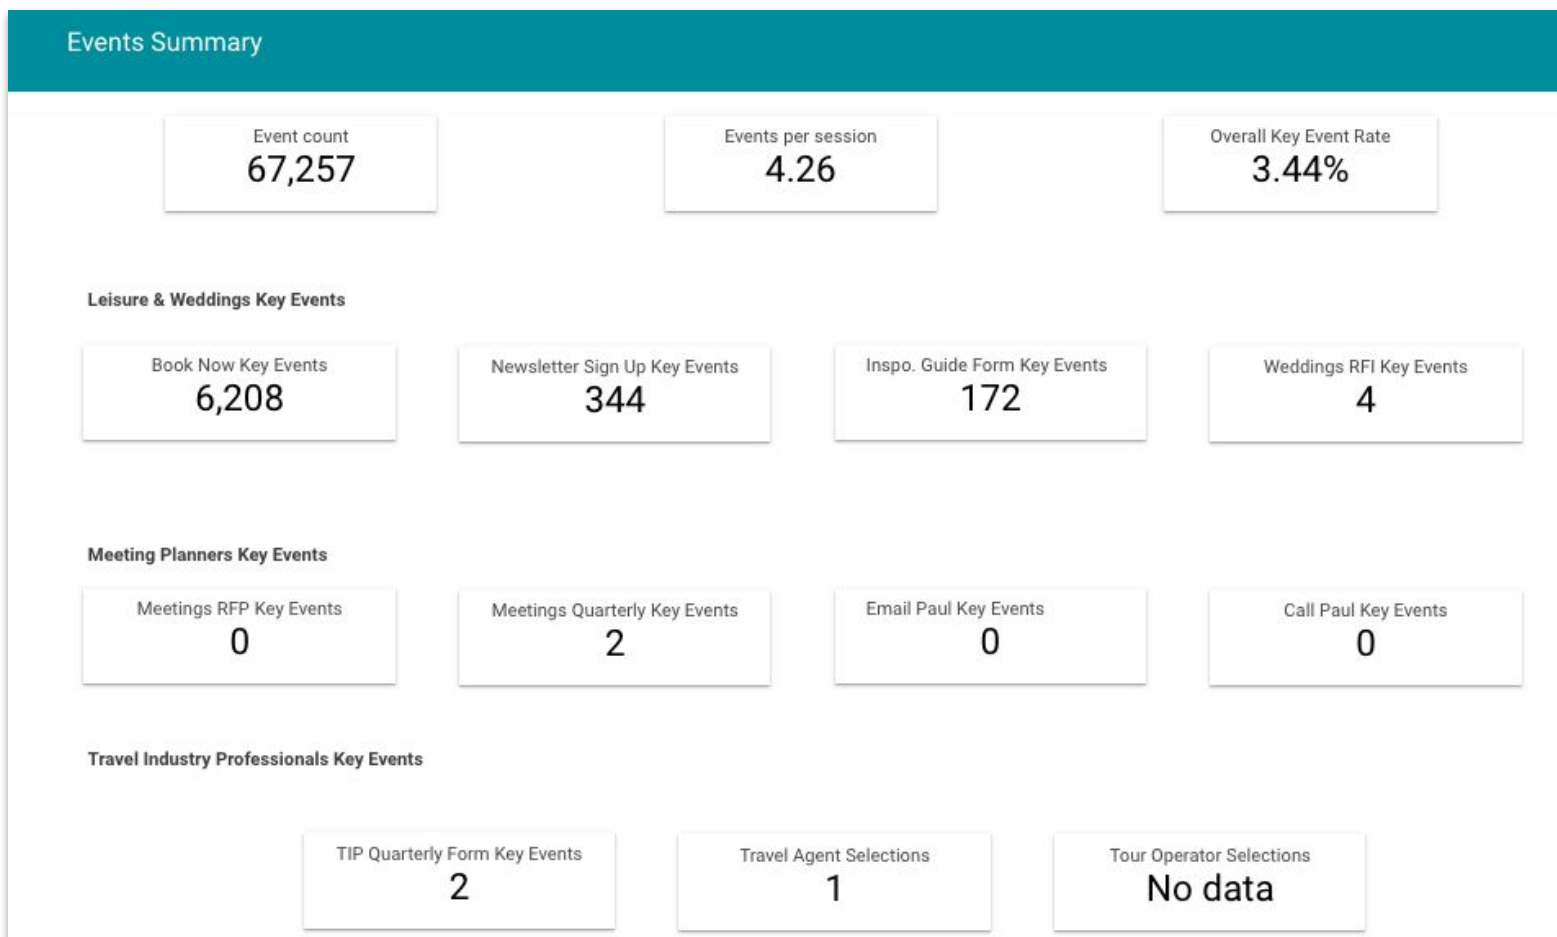 Events Summary
Event count
67,257
Events per session
4.26
Overall Key Event Rate
3.44%
Leisure & Weddings Key Events
Book Now Key Events
6,208
Newsletter Sign Up Key Events
344
Inspo. Guide Form Key Events
172
Weddings RFI Key Events
4
Meeting Planners Key Events
Meetings RFP Key Events
0
Meetings Quarterly Key Events
2
Email Paul Key Events
0
Call Paul Key Events
0
Travel Industry Professionals Key Events
TIP Quarterly Form Key Events
2
Travel Agent Selections
1
Tour Operator Selections
No data